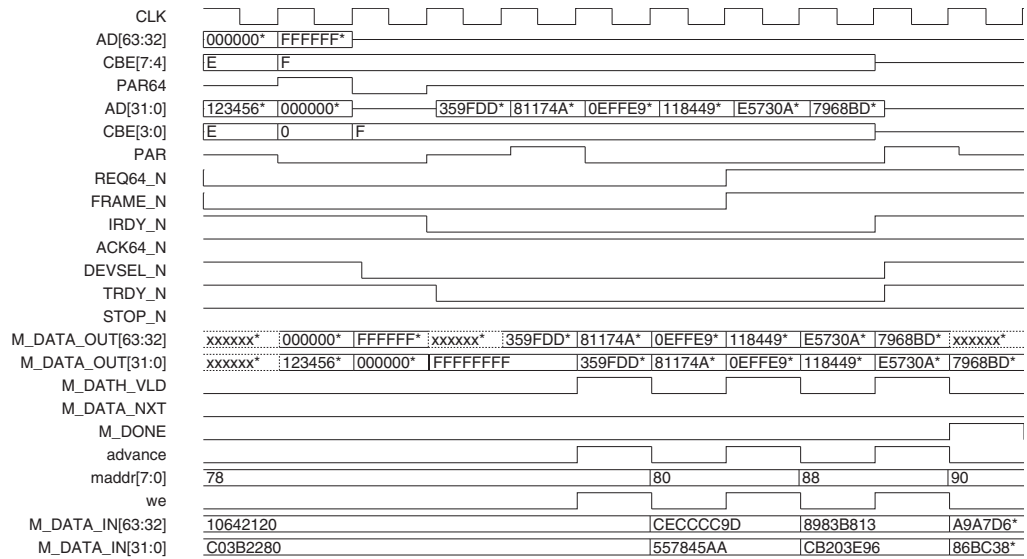 CLK
AD[63:32] 000000* FFFFFF*
CBE[7:4] E F
PAR64
AD[31:0] 123456* 000000* 359FDD* 81174A* 0EFFE9* 118449* E5730A* 7968BD*
CBE[3:0] E 0 F
PAR
REQ64_N
FRAME_N
IRDY_N
ACK64_N
DEVSEL_N
TRDY_N
STOP_N
M_DATA_OUT[63:32] xxxxxx* 000000* FFFFFF* xxxxxx* 359FDD* 81174A* 0EFFE9* 118449* E5730A* 7968BD* xxxxxx*
M_DATA_OUT[31:0] xxxxxx* 123456* 000000* FFFFFFFF 359FDD* 81174A* 0EFFE9* 118449* E5730A* 7968BD*
M_DATH_VLD
M_DATA_NXT
M_DONE
advance
maddr[7:0] 78 80 88 90
we
M_DATA_IN[63:32] 10642120 CECCCC9D 8983B813 A9A7D6*
M_DATA_IN[31:0] C03B2280 557845AA CB203E96 86BC38*